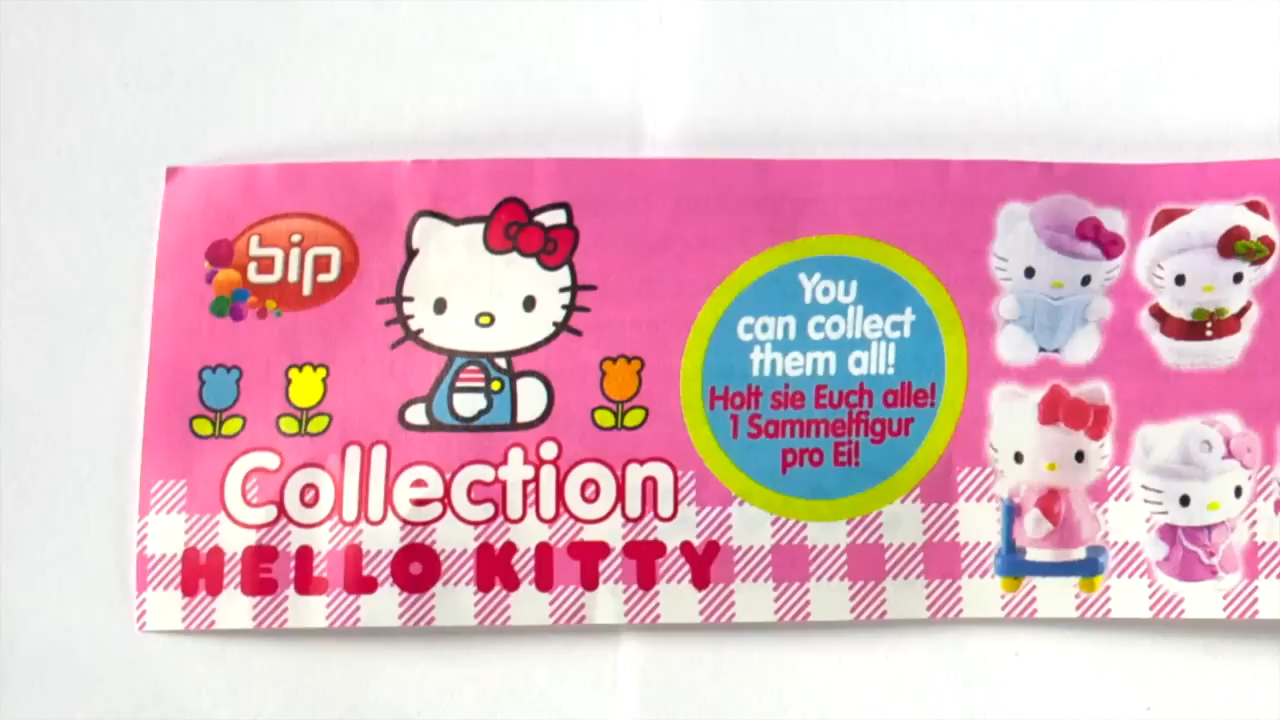 bip
Collection
HELLO KITTY
You
can collect
them all!
Holt sie Euch alle!
1 Sammelfigur
pro Ei!